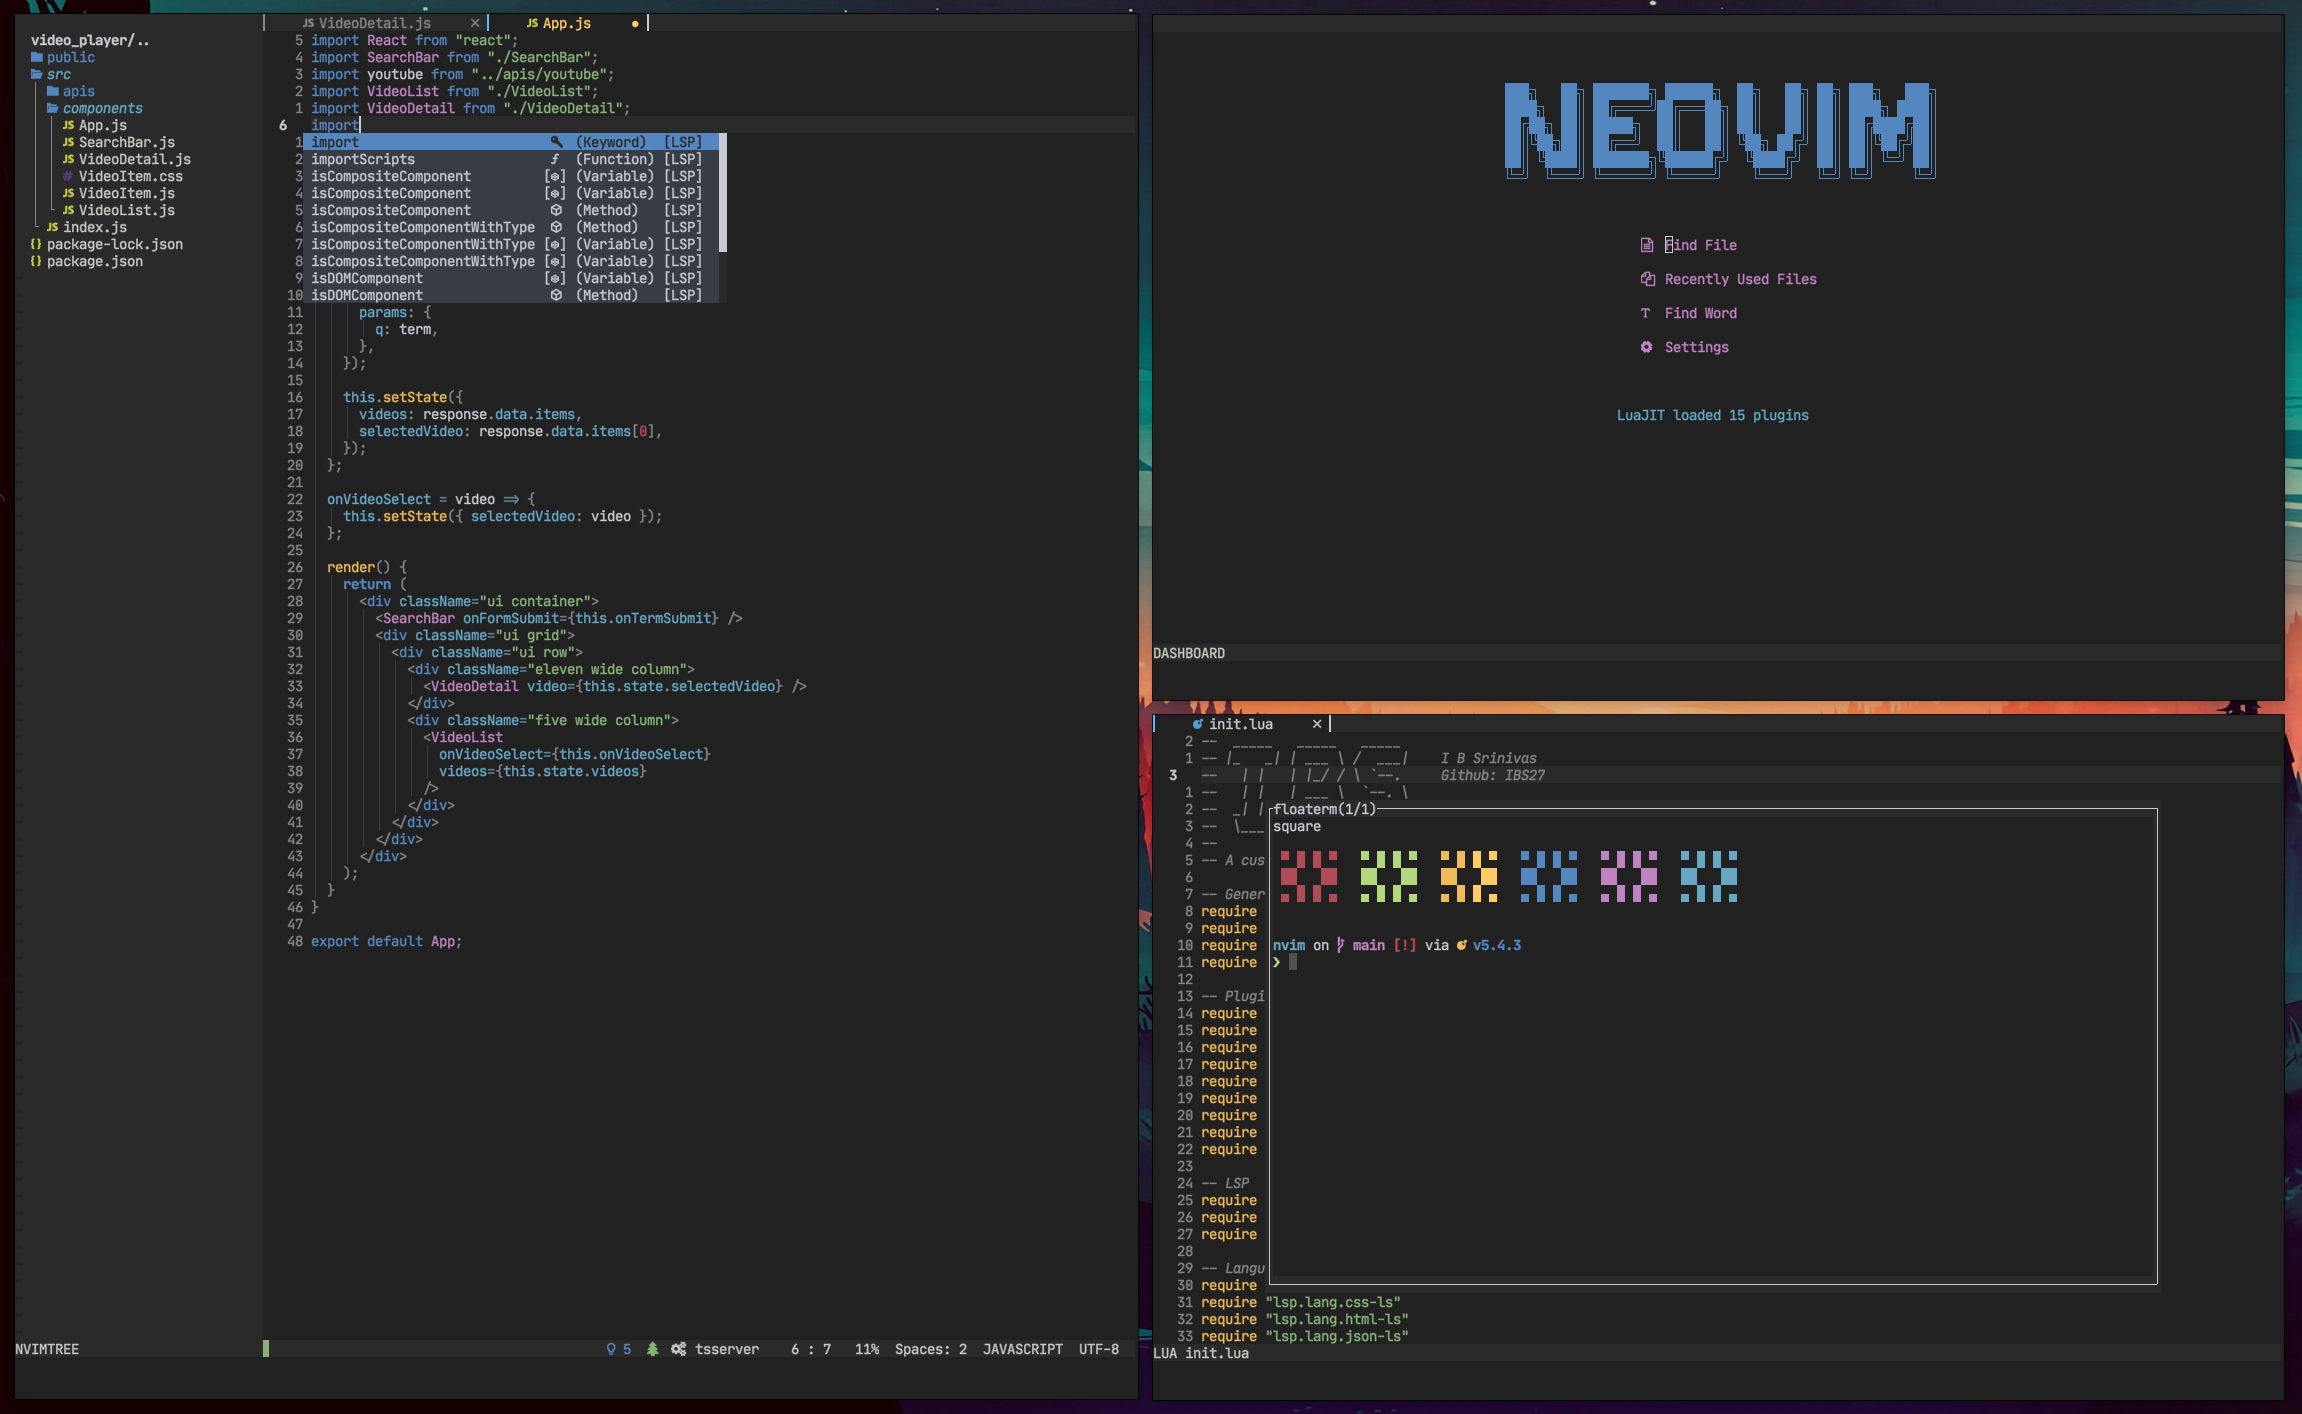 video_player/..
public
src
apis
components
JS App.js
JS SearchBar.js
JS VideoDetail.js
# VideoItem.css
JS VideoItem.js
JS VideoList.js
JS index.js
{} package-lock.json
{} package.json
NVIMTREE
JS VideoDetail.js ×
JS App.js ●
5 import React from "react";
4 import SearchBar from "./SearchBar";
3 import youtube from "../apis/youtube";
2 import VideoList from "./VideoList";
1 import VideoDetail from "./VideoDetail";
6 import
1 import (Keyword) [LSP]
2 importScripts ƒ (Function) [LSP]
3 isCompositeComponent (Variable) [LSP]
4 isCompositeComponent (Variable) [LSP]
5 isCompositeComponent (Method) [LSP]
6 isCompositeComponentWithType (Method) [LSP]
7 isCompositeComponentWithType (Variable) [LSP]
8 isCompositeComponentWithType (Variable) [LSP]
9 isDOMComponent (Variable) [LSP]
10 isDOMComponent (Method) [LSP]
11 params: {
12 q: term,
13 },
14 });
15
16 this.setState({
17 videos: response.data.items,
18 selectedVideo: response.data.items[0],
19 });
20 };
21
22 onVideoSelect = video => {
23 this.setState({ selectedVideo: video });
24 };
25
26 render() {
27 return (
28 <div className="ui container">
29 <SearchBar onFormSubmit={this.onTermSubmit} />
30 <div className="ui grid">
31 <div className="ui row">
32 <div className="eleven wide column">
33 <VideoDetail video={this.state.selectedVideo} />
34 </div>
35 <div className="five wide column">
36 <VideoList
37 onVideoSelect={this.onVideoSelect}
38 videos={this.state.videos}
39 />
40 </div>
41 </div>
42 </div>
43 </div>
44 );
45 }
46 }
47
48 export default App;
5 tsserver 6 : 7 11% Spaces: 2 JAVASCRIPT UTF-8
NEOVIM
Find File
Recently Used Files
T Find Word
Settings
LuaJIT loaded 15 plugins
DASHBOARD
init.lua ×
2 --
1 -- I B Srinivas
3 -- Github: IBS27
1 --
2 --
3 --
4 --
5 -- A cus
6
7 -- Gener
8 require
9 require
10 require
11 require
12
13 -- Plugi
14 require
15 require
16 require
17 require
18 require
19 require
20 require
21 require
22 require
23
24 -- LSP
25 require
26 require
27 require
28
29 -- Langu
30 require
31 require "lsp.lang.css-ls"
32 require "lsp.lang.html-ls"
33 require "lsp.lang.json-ls"
LUA init.lua
floaterm(1/1)
square
nvim on main [!] via v5.4.3
❯